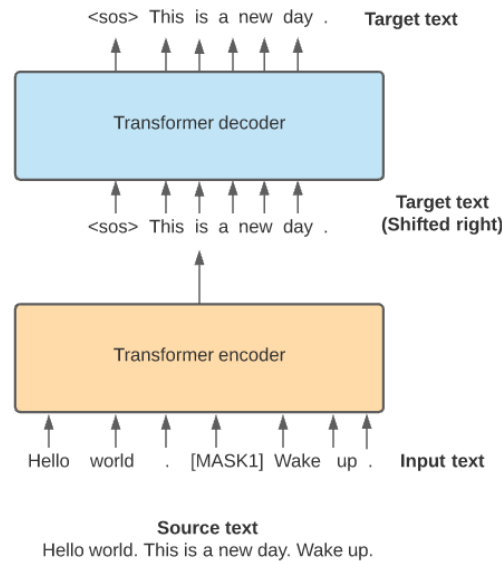 <sos> This is a new day . Target text
Transformer decoder
<sos> This is a new day . Target text
(Shifted right)
Transformer encoder
Hello world . [MASK1] Wake up . Input text
Source text
Hello world. This is a new day. Wake up.